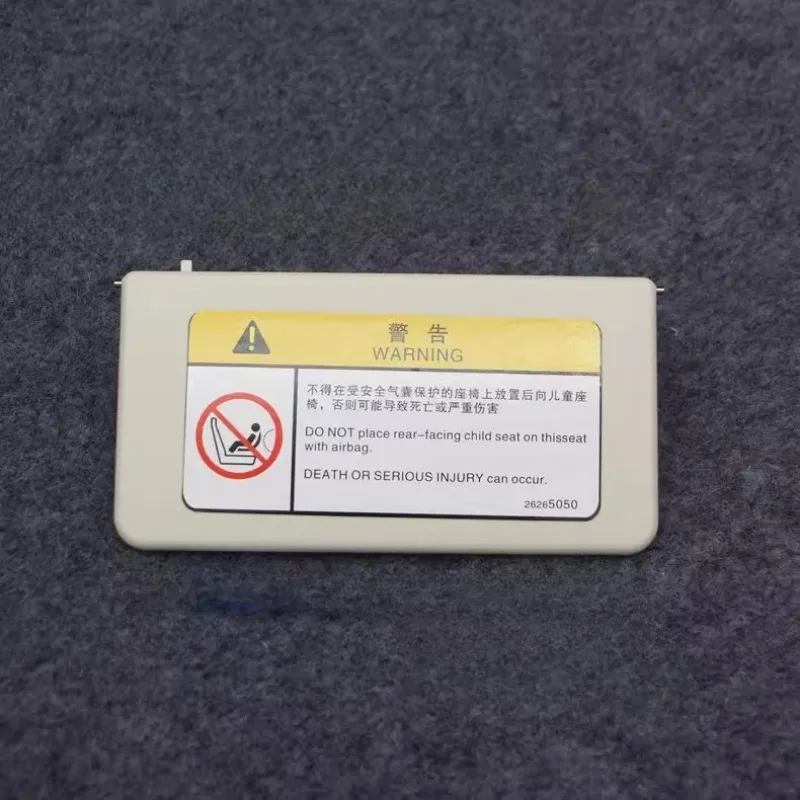 警告
WARNING
不得在受安全气囊保护的座椅上放置后向儿童座
椅，否则可能导致死亡或严重伤害
DO NOT place rear-facing child seat on thisseat
with airbag.
DEATH OR SERIOUS INJURY can occur.
26265050